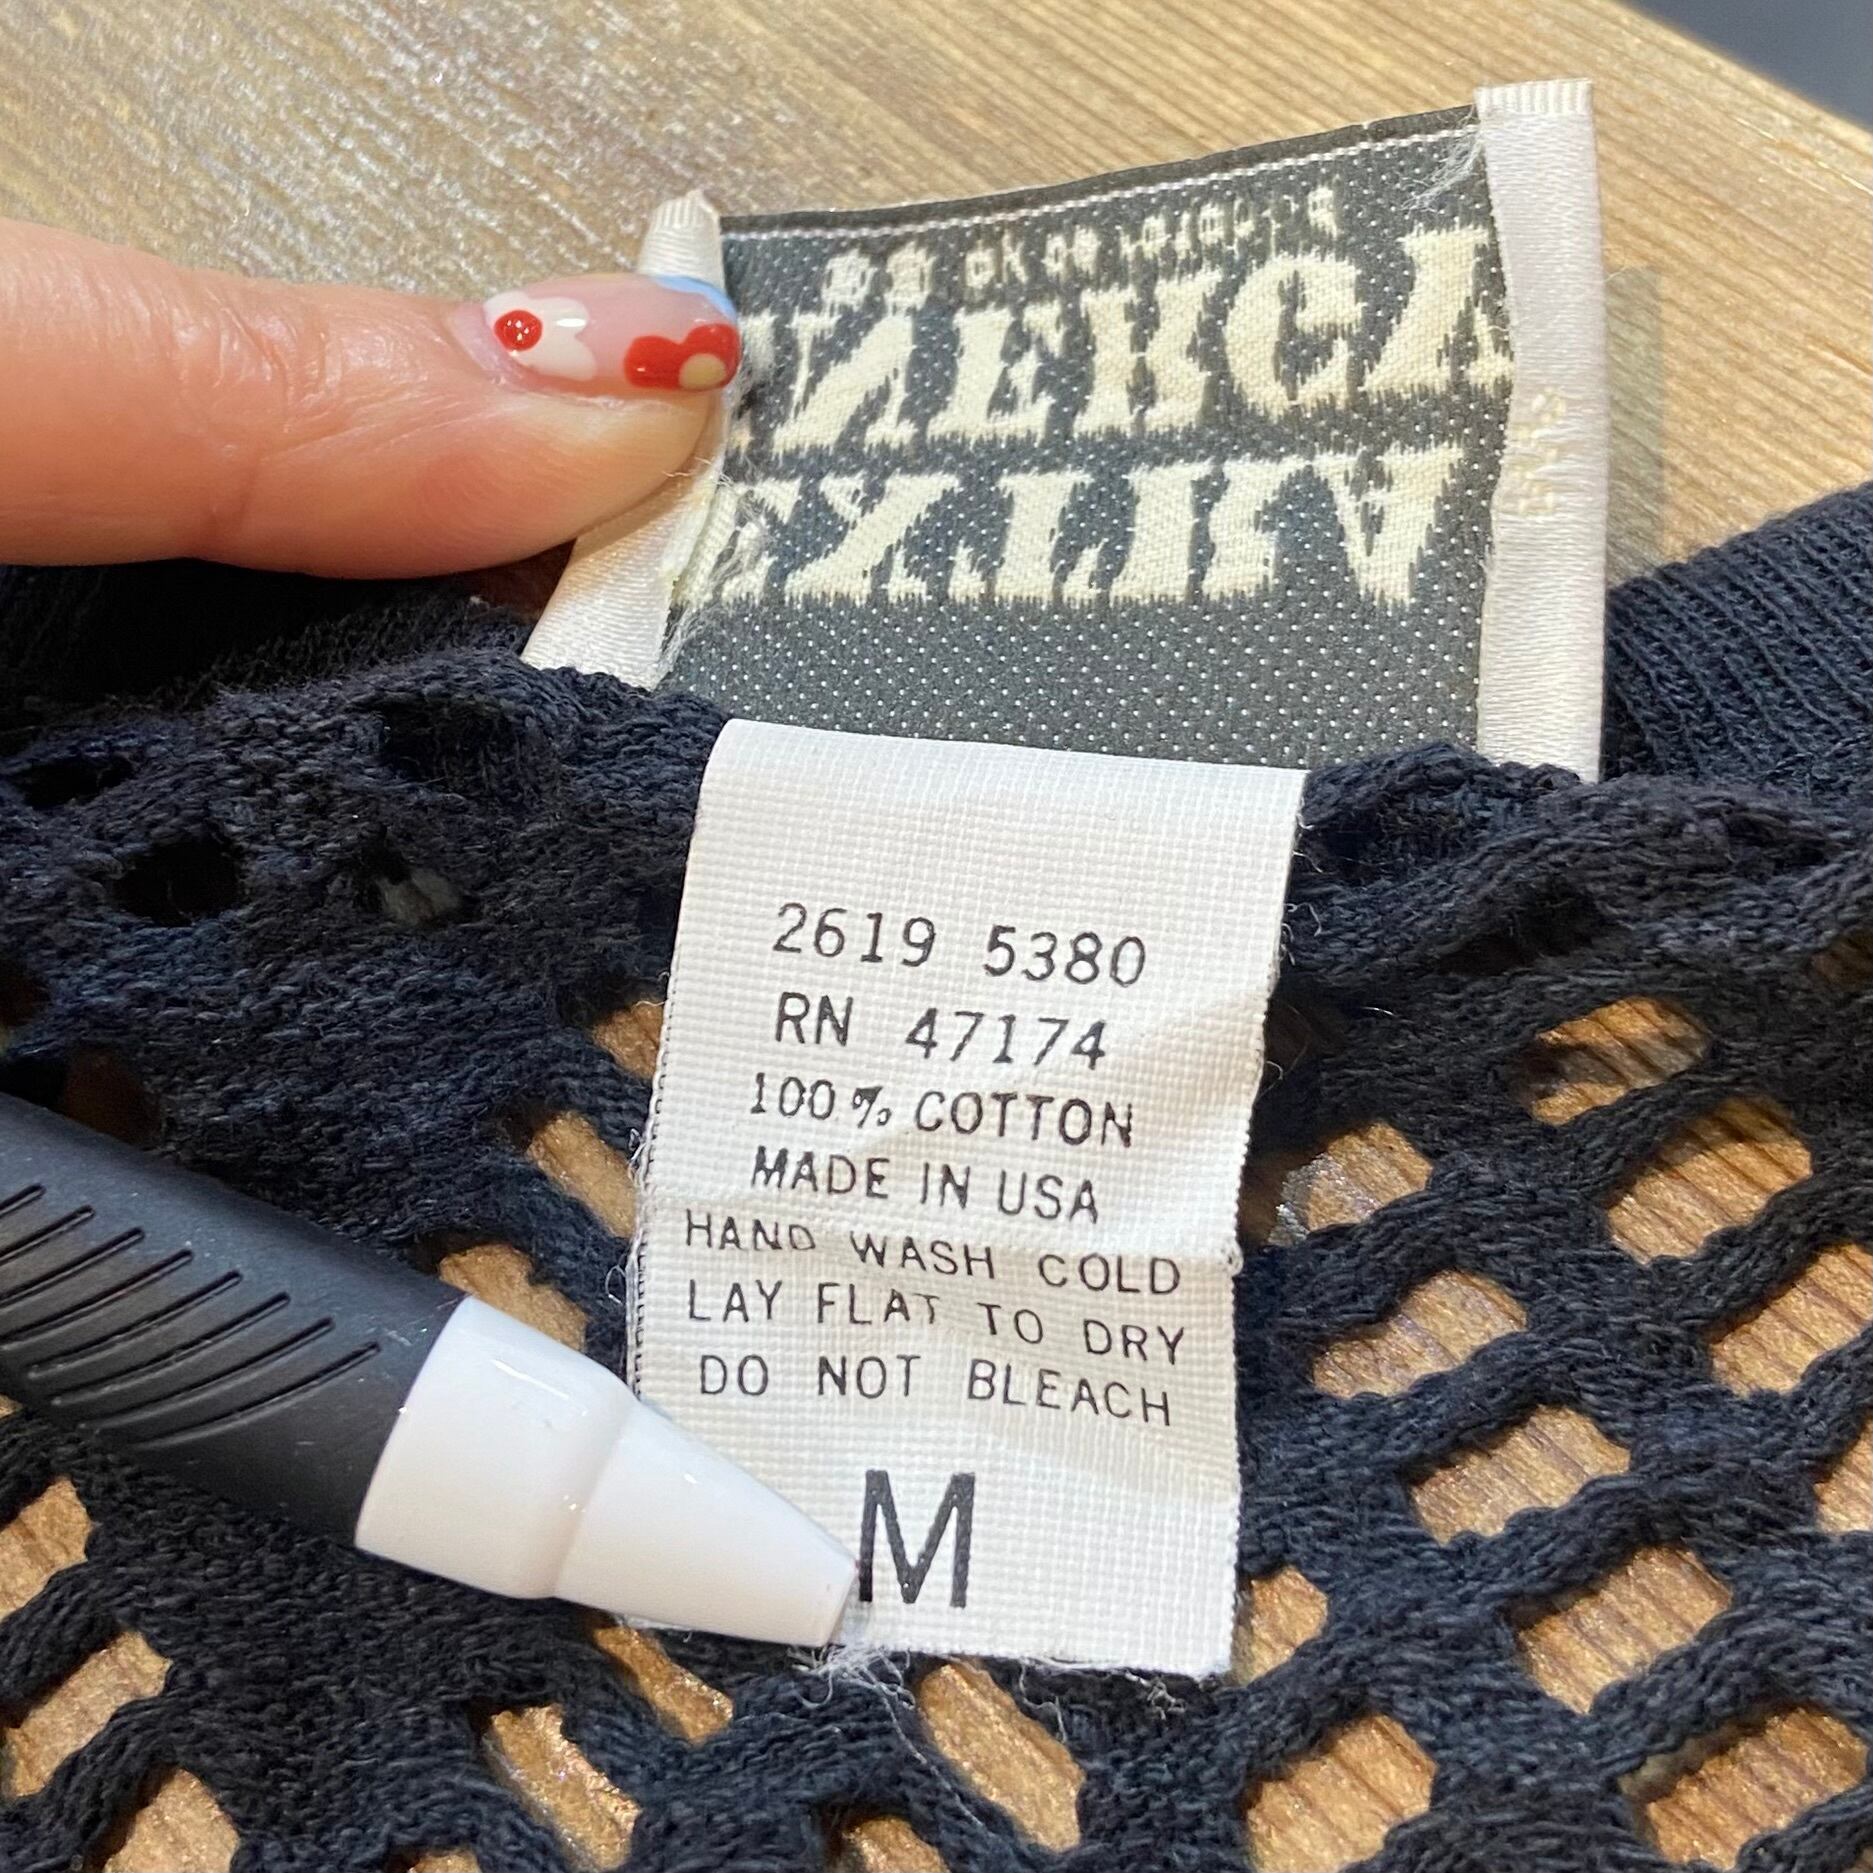 2619 5380
RN 47174
100% COTTON
MADE IN USA
HAND WASH COLD
LAY FLAT TO DRY
DO NOT BLEACH
M